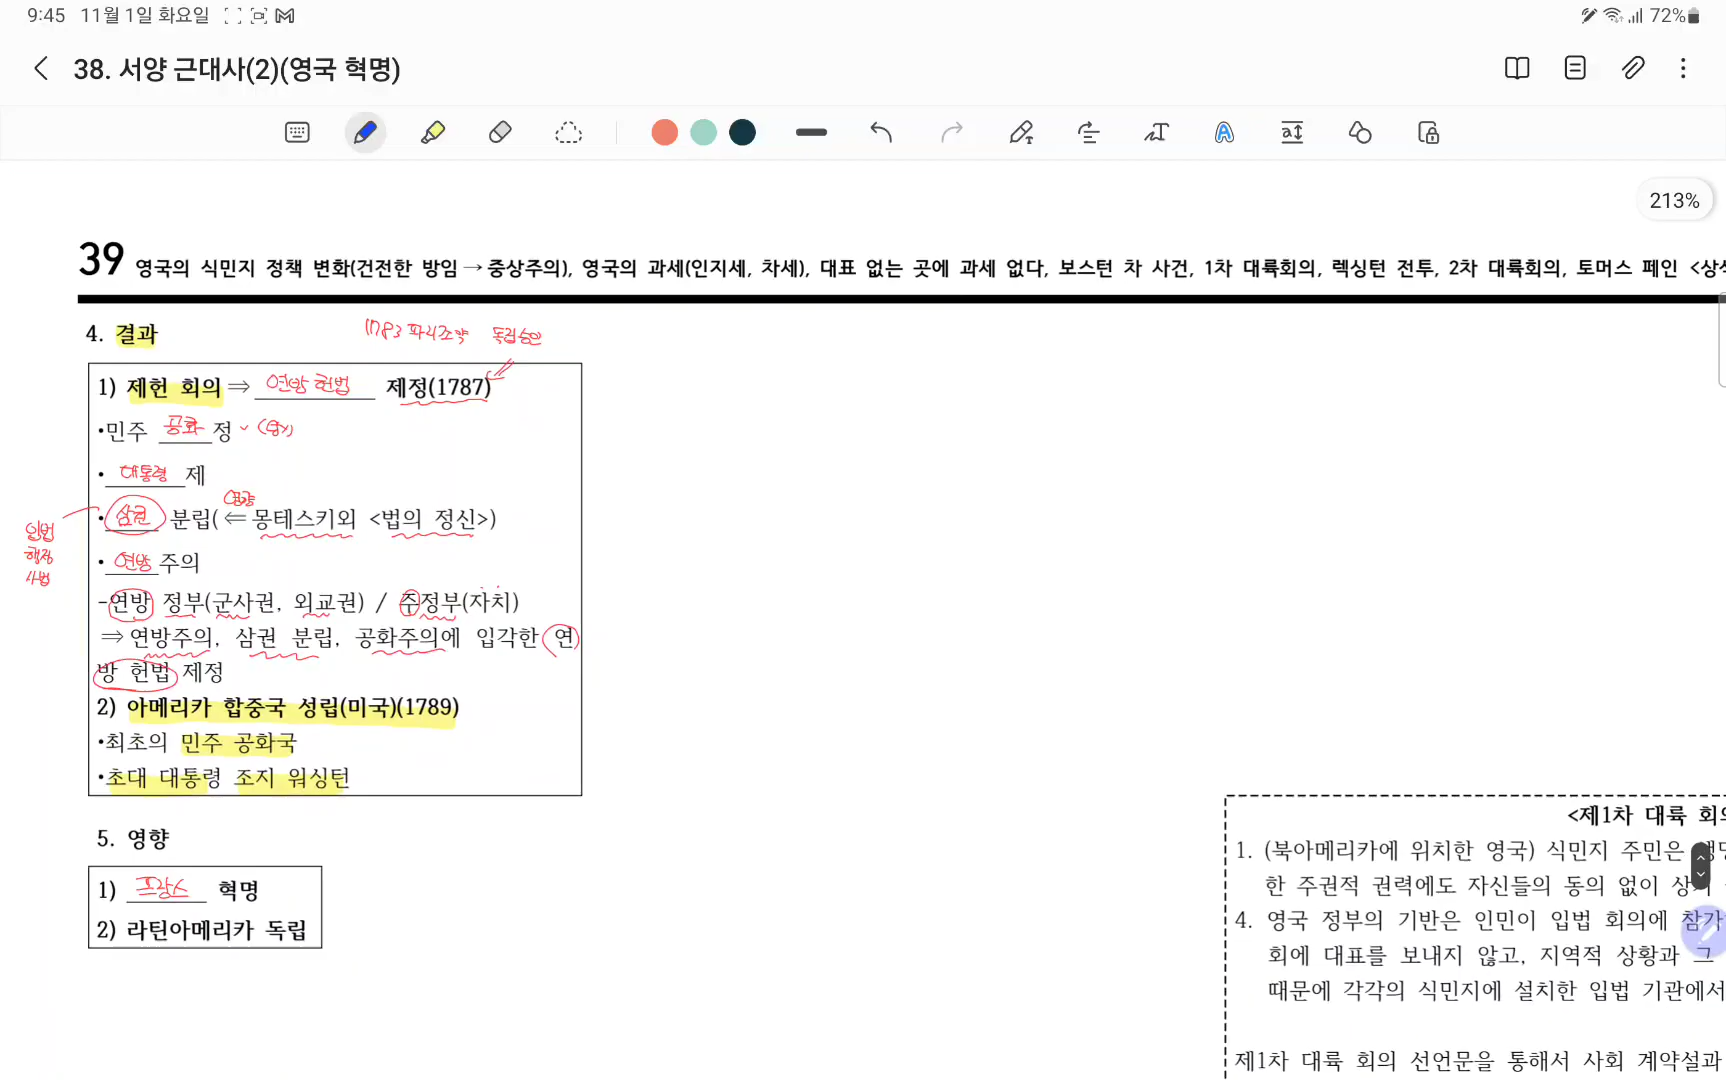 9:45 11월 1일 화요일
72%
38. 서양 근대사(2)(영국 혁명)
213%
39 영국의 식민지 정책 변화(건전한 방임→중상주의), 영국의 과세(인지세, 차세), 대표 없는 곳에 과세 없다, 보스턴 차 사건, 1차 대륙회의, 렉싱턴 전투, 2차 대륙회의, 토머스 페인 <상
4. 결과
1783 파리조약 독립승인
1) 제헌 회의 ⇒ 연방 헌법 제정(1787)
•민주 공화 정
•대통령 제
영향
•삼권 분립(⇐몽테스키외 <법의 정신>)
입법
행정
사법
•연방 주의
-연방 정부(군사권, 외교권) / 주정부(자치)
⇒연방주의, 삼권 분립, 공화주의에 입각한 연
방 헌법 제정
2) 아메리카 합중국 성립(미국)(1789)
•최초의 민주 공화국
•초대 대통령 조지 워싱턴
5. 영향
1) 프랑스 혁명
2) 라틴아메리카 독립
<제1차 대륙 회의
1. (북아메리카에 위치한 영국) 식민지 주민은
한 주권적 권력에도 자신들의 동의 없이
4. 영국 정부의 기반은 인민이 입법 회의에 참가
회에 대표를 보내지 않고, 지역적 상황과 그
때문에 각각의 식민지에 설치한 입법 기관에서
제1차 대륙 회의 선언문을 통해서 사회 계약설과